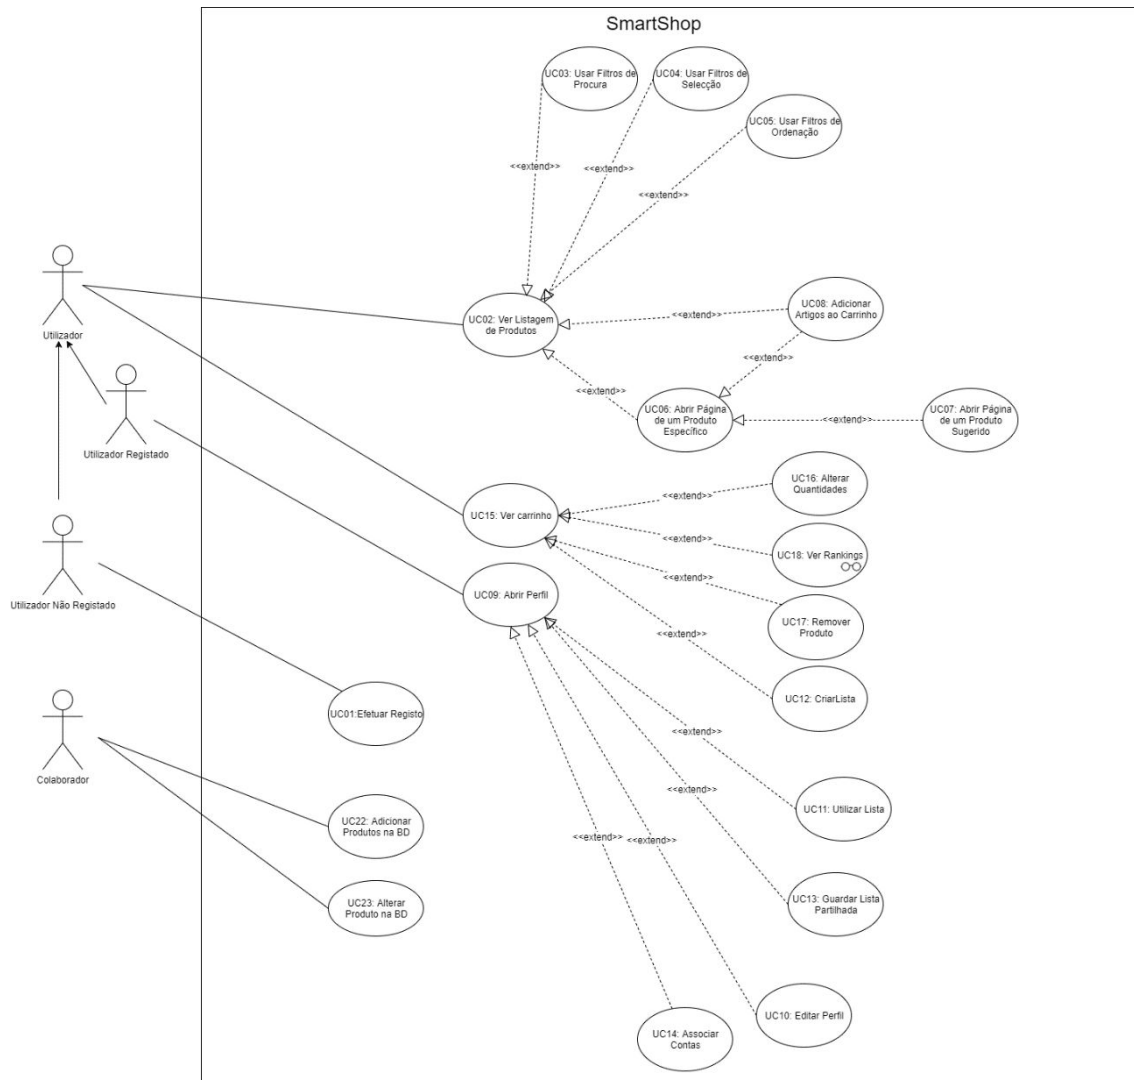 SmartShop
UC03: Usar Filtros de
Procura
UC04: Usar Filtros de
Selecção
UC05: Usar Filtros de
Ordenação
<<extend>>
<<extend>>
<<extend>>
Utilizador
UC02: Ver Listagem
de Produtos
<<extend>>
UC08: Adicionar
Artigos ao Carrinho
<<extend>>
<<extend>>
UC06: Abrir Página
de um Produto
Específico
<<extend>>
UC07: Abrir Página
de um Produto
Sugerido
Utilizador Registado
UC16: Alterar
Quantidades
<<extend>>
UC15: Ver carrinho
<<extend>>
UC18: Ver Rankings
<<extend>>
UC09: Abrir Perfil
Utilizador Não Registado
UC17: Remover
Produto
<<extend>>
UC12: CriarLista
UC01:Efetuar Registo
<<extend>>
Colaborador
<<extend>>
UC11: Utilizar Lista
UC22: Adicionar
Produtos na BD
<<extend>>
<<extend>>
UC23: Alterar
Produto na BD
UC13: Guardar Lista
Partilhada
UC10: Editar Perfil
UC14: Associar
Contas